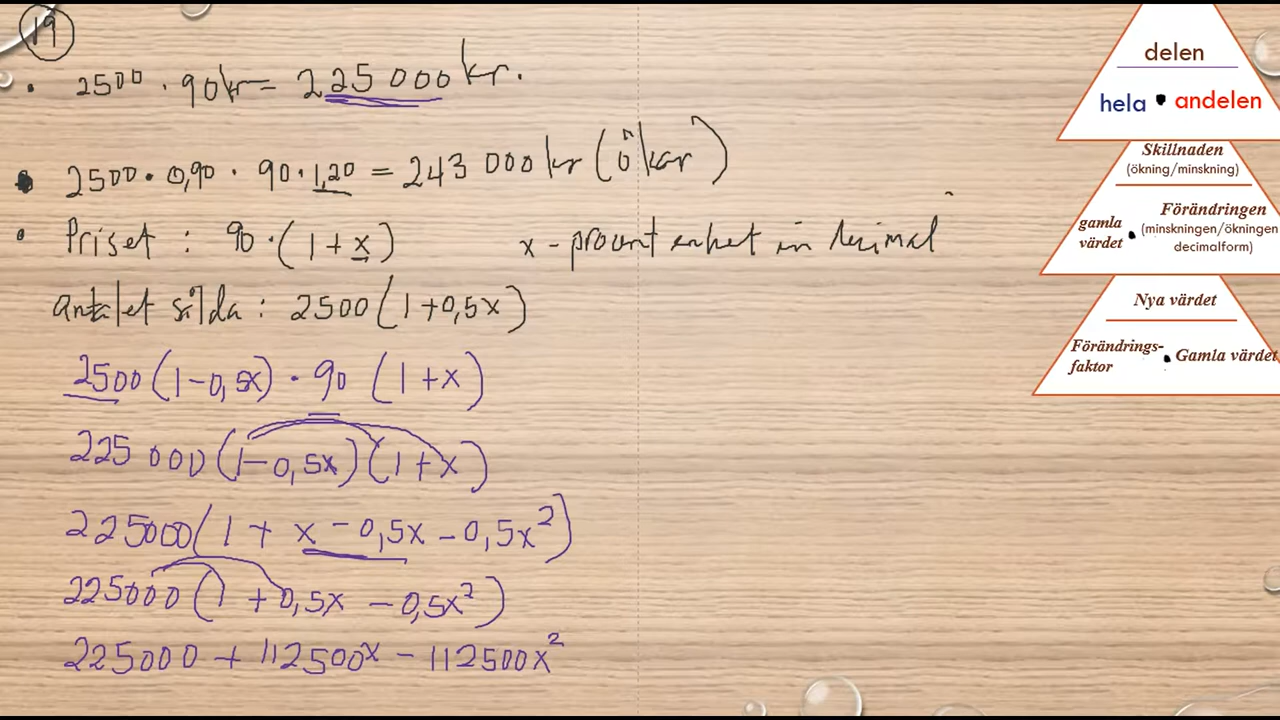 19
• 2500 · 90kr = 225 000 kr.
• 2500 · 0,90 · 90 · 1,20 = 243 000 kr (ökar)
• Priset : 90 · (1 + x) x - procent enhet in decimal
Antalet sålda : 2500 (1 + 0,5x)
2500 (1 - 0,5x) · 90 (1 + x)
225 000 (1 - 0,5x) (1 + x)
225000 (1 + x - 0,5x - 0,5x²)
225000 (1 + 0,5x - 0,5x²)
225000 + 112500x - 112500x²
delen
hela • andelen
Skillnaden
(ökning/minskning)
gamla värdet • Förändringen
(minskningen/ökningen
decimalform)
Nya värdet
Förändrings-
faktor • Gamla värdet